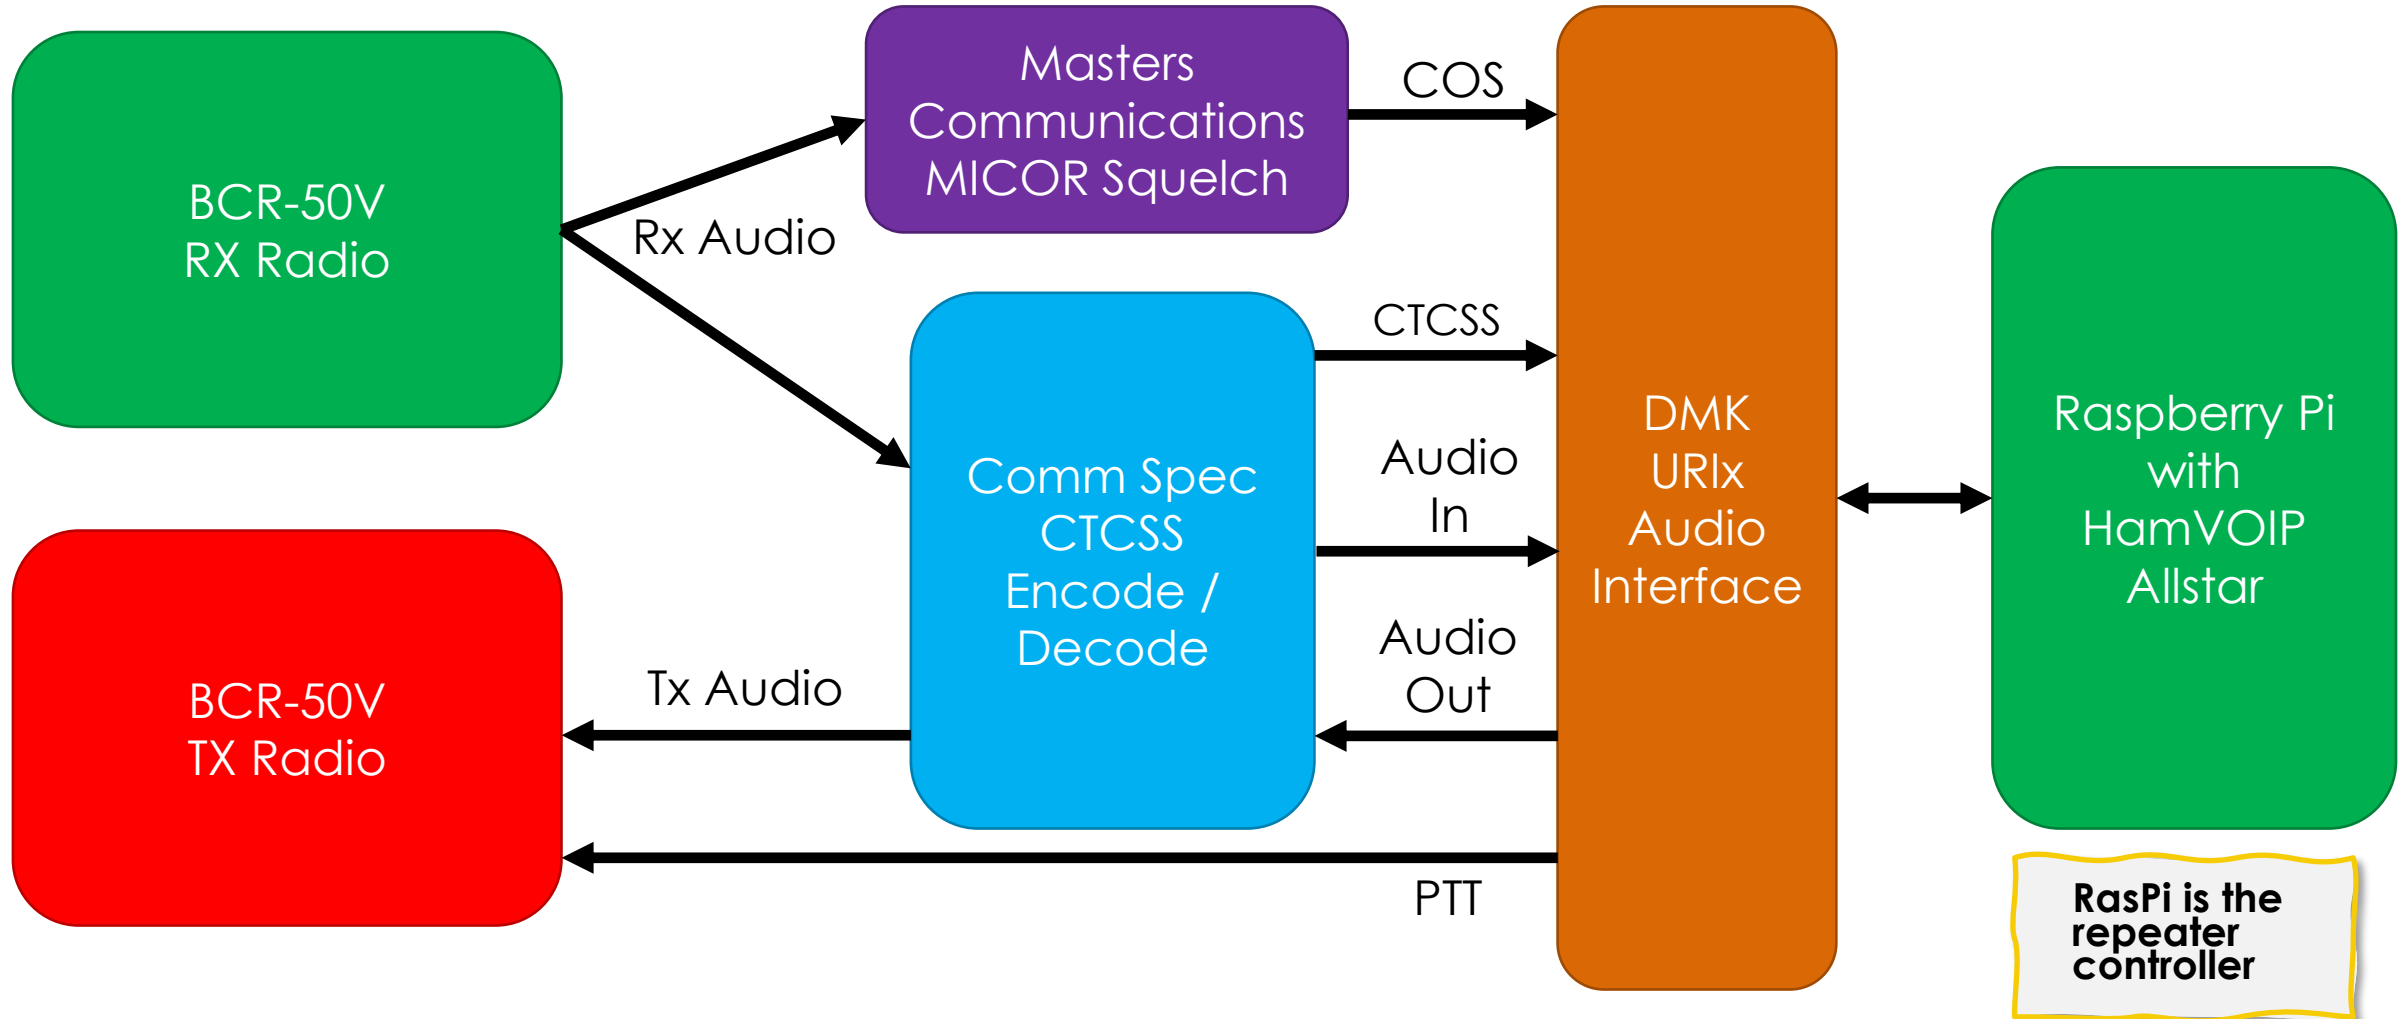 BCR-50V
RX Radio
Rx Audio
Masters
Communications
MICOR Squelch
COS
Comm Spec
CTCSS
Encode /
Decode
CTCSS
Audio
In
Audio
Out
DMK
URIx
Audio
Interface
Raspberry Pi
with
HamVOIP
Allstar
BCR-50V
TX Radio
Tx Audio
PTT
RasPi is the
repeater
controller